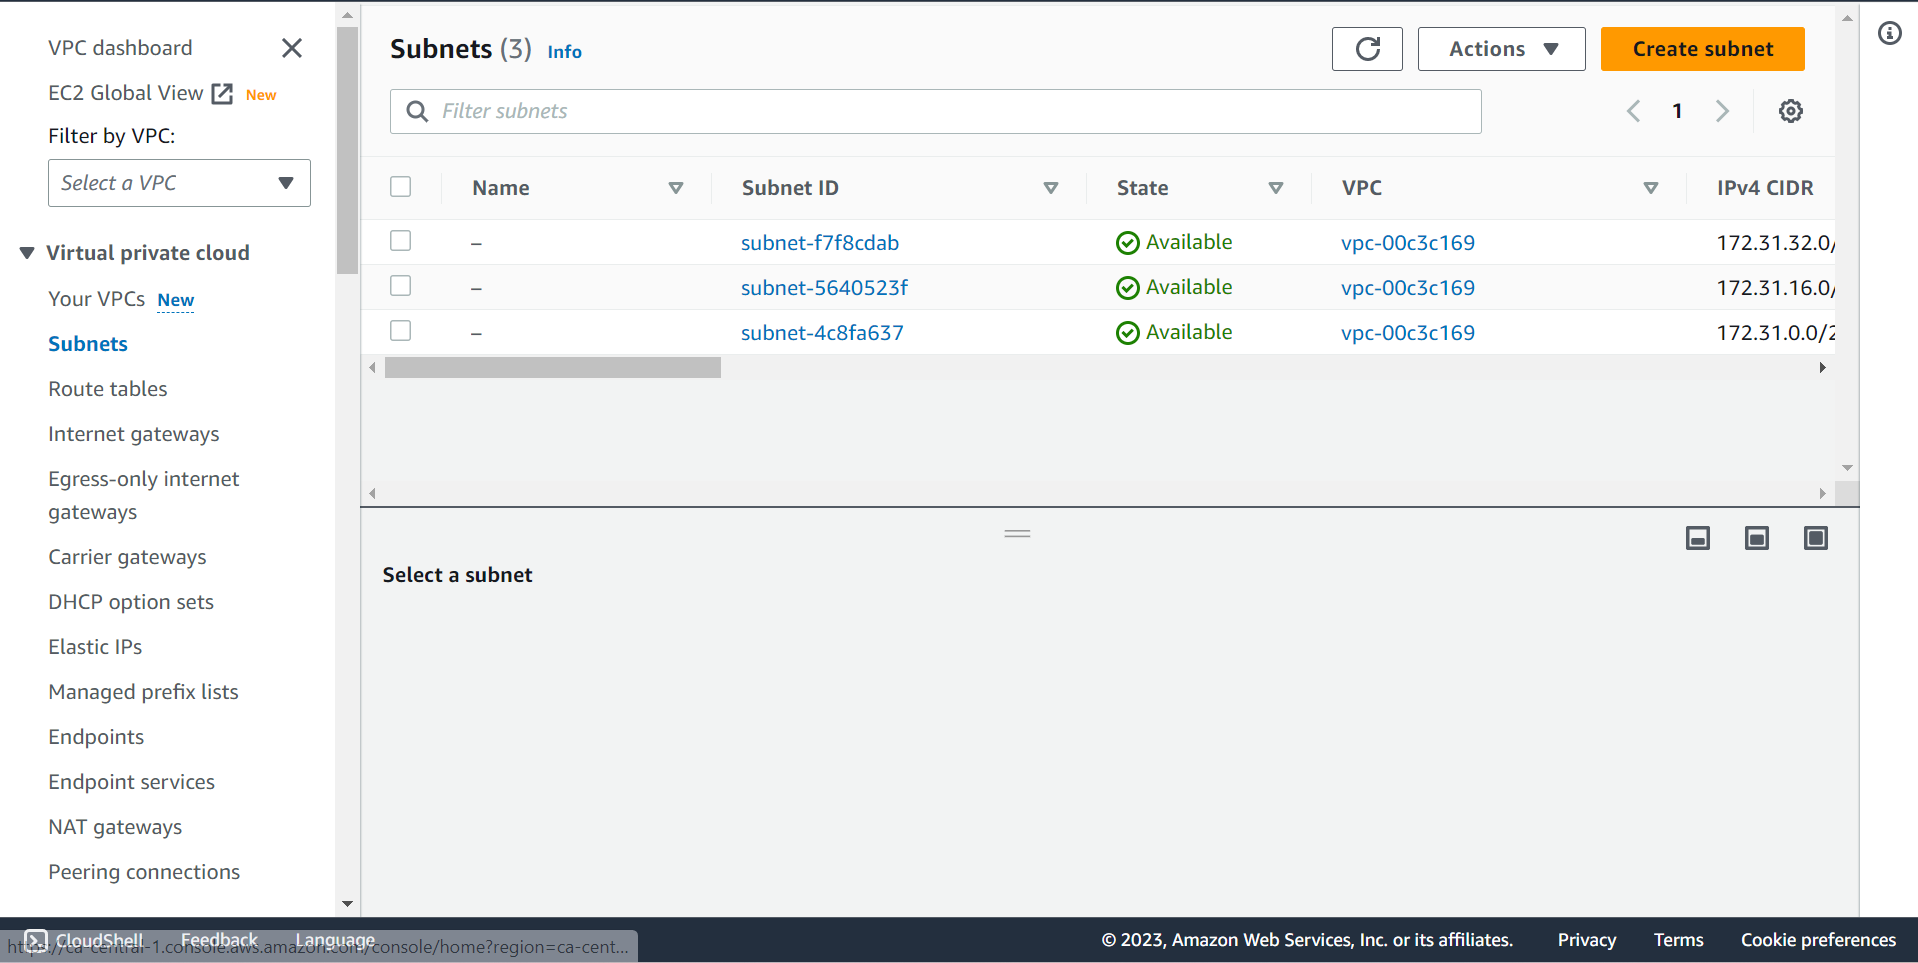 VPC dashboard
EC2 Global View New
Filter by VPC:
Select a VPC
Virtual private cloud
Your VPCs New
Subnets
Route tables
Internet gateways
Egress-only internet
gateways
Carrier gateways
DHCP option sets
Elastic IPs
Managed prefix lists
Endpoints
Endpoint services
NAT gateways
Peering connections
Subnets (3) Info
Actions
Create subnet
Filter subnets
1
Name Subnet ID State VPC IPv4 CIDR
– subnet-f7f8cdab Available vpc-00c3c169 172.31.32.0/
– subnet-5640523f Available vpc-00c3c169 172.31.16.0/
– subnet-4c8fa637 Available vpc-00c3c169 172.31.0.0/2
Select a subnet
CloudShell Feedback Language
https://ca-central-1.console.aws.amazon.com/console/home?region=ca-cent...
© 2023, Amazon Web Services, Inc. or its affiliates. Privacy Terms Cookie preferences